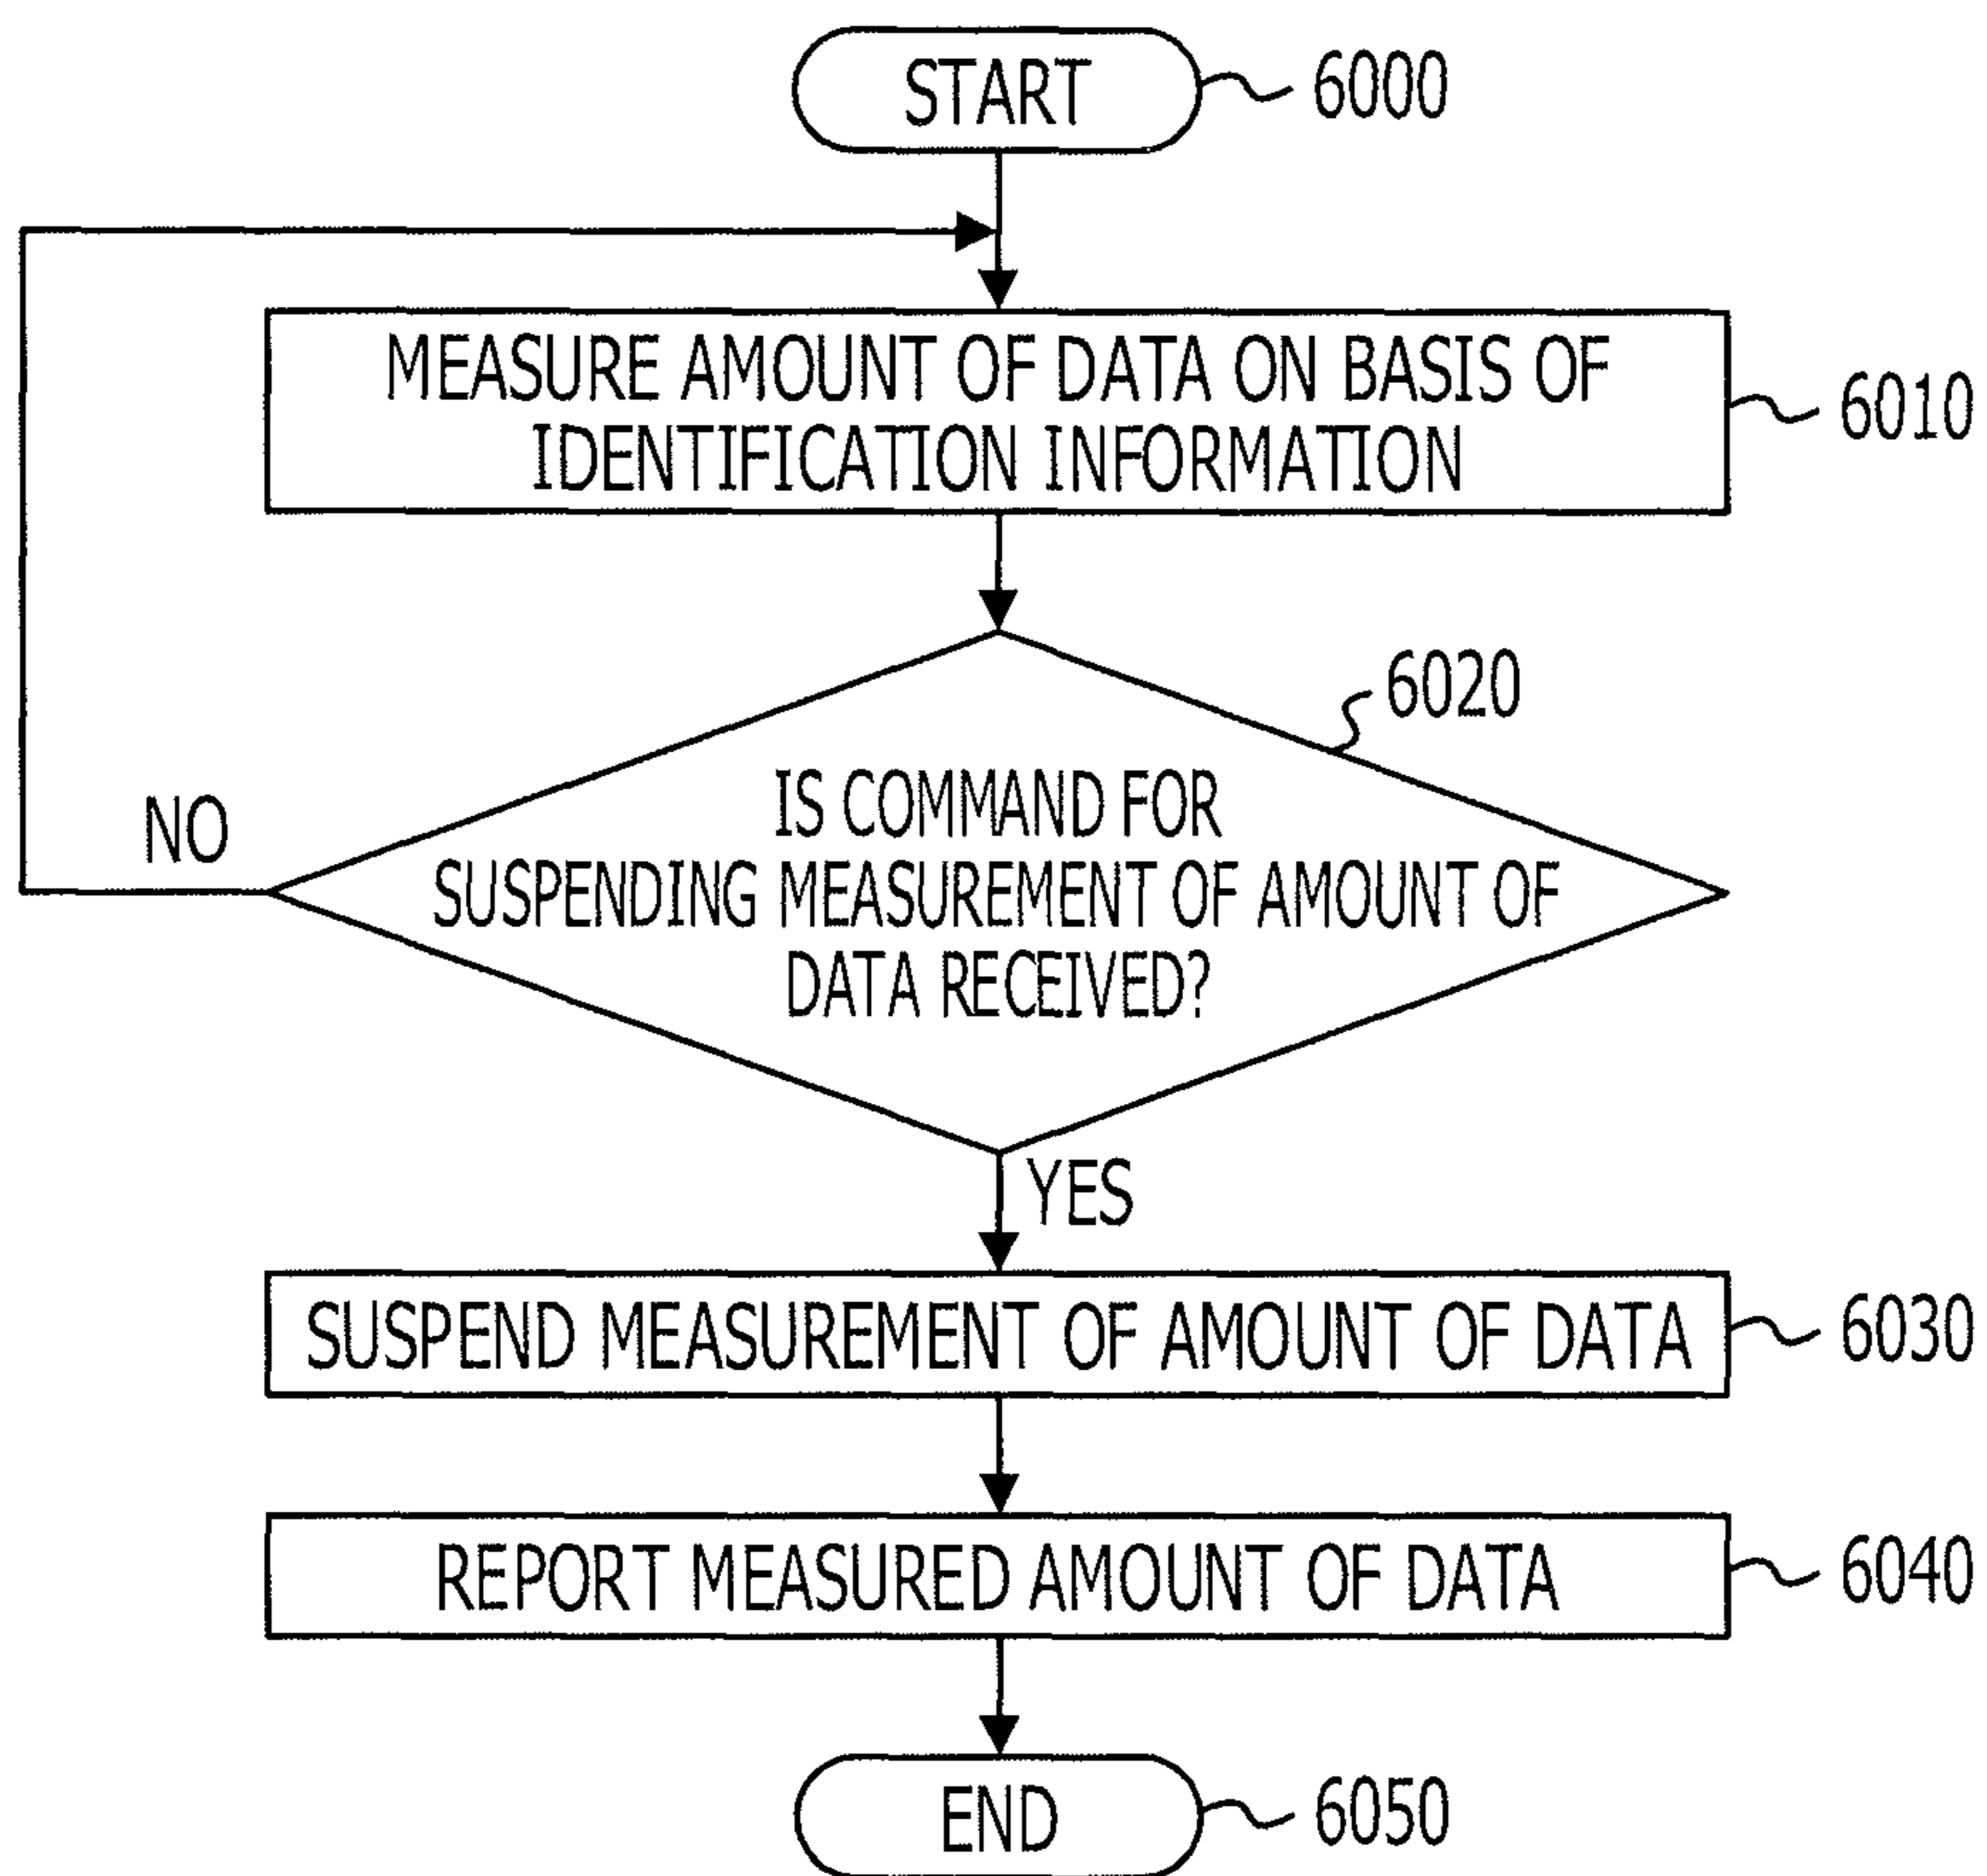 START
6000
MEASURE AMOUNT OF DATA ON BASIS OF
IDENTIFICATION INFORMATION
6010
6020
IS COMMAND FOR
SUSPENDING MEASUREMENT OF AMOUNT OF
DATA RECEIVED?
NO
YES
SUSPEND MEASUREMENT OF AMOUNT OF DATA
6030
REPORT MEASURED AMOUNT OF DATA
6040
END
6050